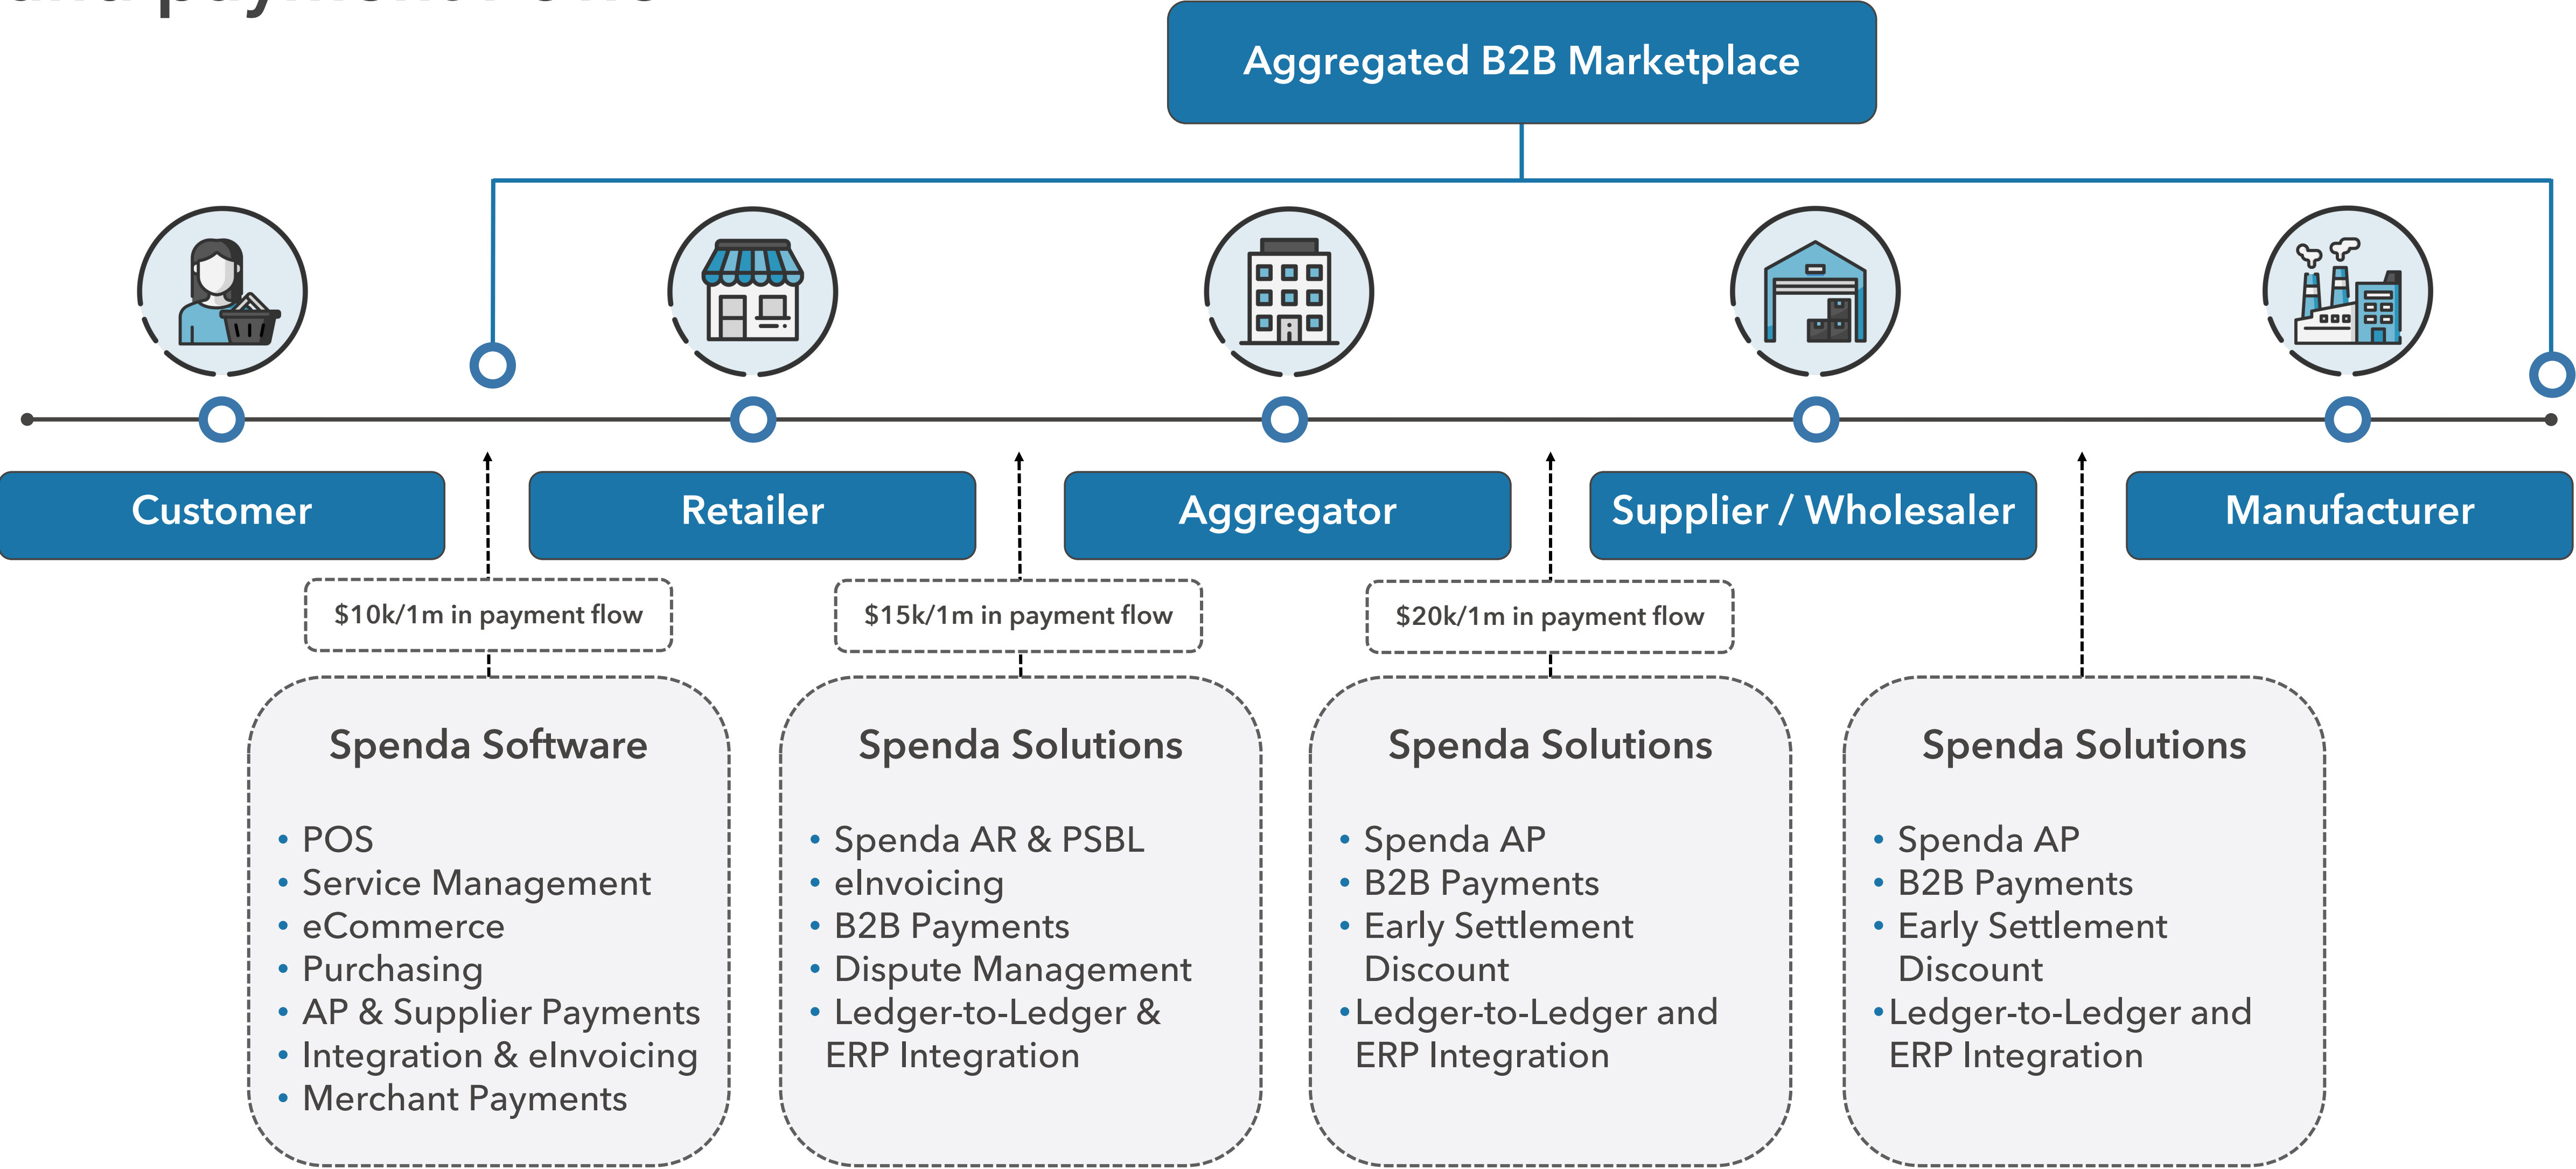 Aggregated B2B Marketplace
Customer
Retailer
Aggregator
Supplier / Wholesaler
Manufacturer
$10k/1m in payment flow
$15k/1m in payment flow
$20k/1m in payment flow
Spenda Software
• POS
• Service Management
• eCommerce
• Purchasing
• AP & Supplier Payments
• Integration & eInvoicing
• Merchant Payments
Spenda Solutions
• Spenda AR & PSBL
• eInvoicing
• B2B Payments
• Dispute Management
• Ledger-to-Ledger &
ERP Integration
Spenda Solutions
• Spenda AP
• B2B Payments
• Early Settlement
Discount
• Ledger-to-Ledger and
ERP Integration
Spenda Solutions
• Spenda AP
• B2B Payments
• Early Settlement
Discount
• Ledger-to-Ledger and
ERP Integration